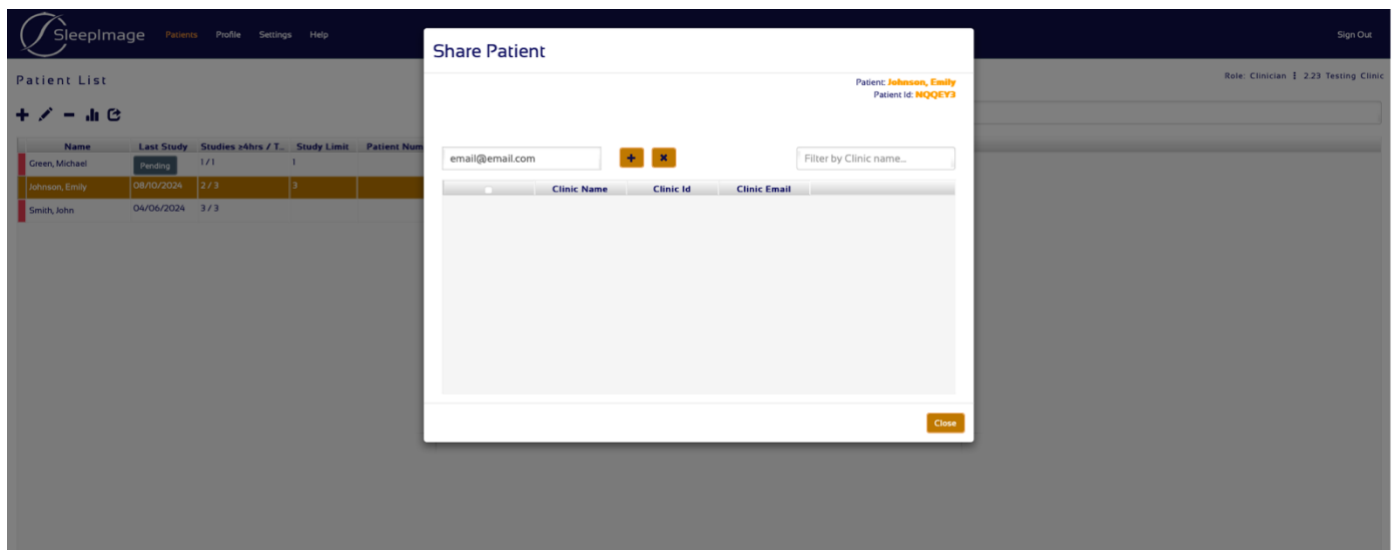 SleepImage Patients Profile Settings Help Sign Out
Share Patient
Patient List
Role: Clinician 2.23 Testing Clinic
Patient: Johnson, Emily
Patient Id: NQQEY3
Name Last Study Studies ≥4hrs / T... Study Limit Patient Num
Green, Michael Pending 1 / 1 1
Johnson, Emily 08/10/2024 2 / 3 3
Smith, John 04/06/2024 3 / 3
email@email.com Filter by Clinic name...
Clinic Name Clinic Id Clinic Email
Close